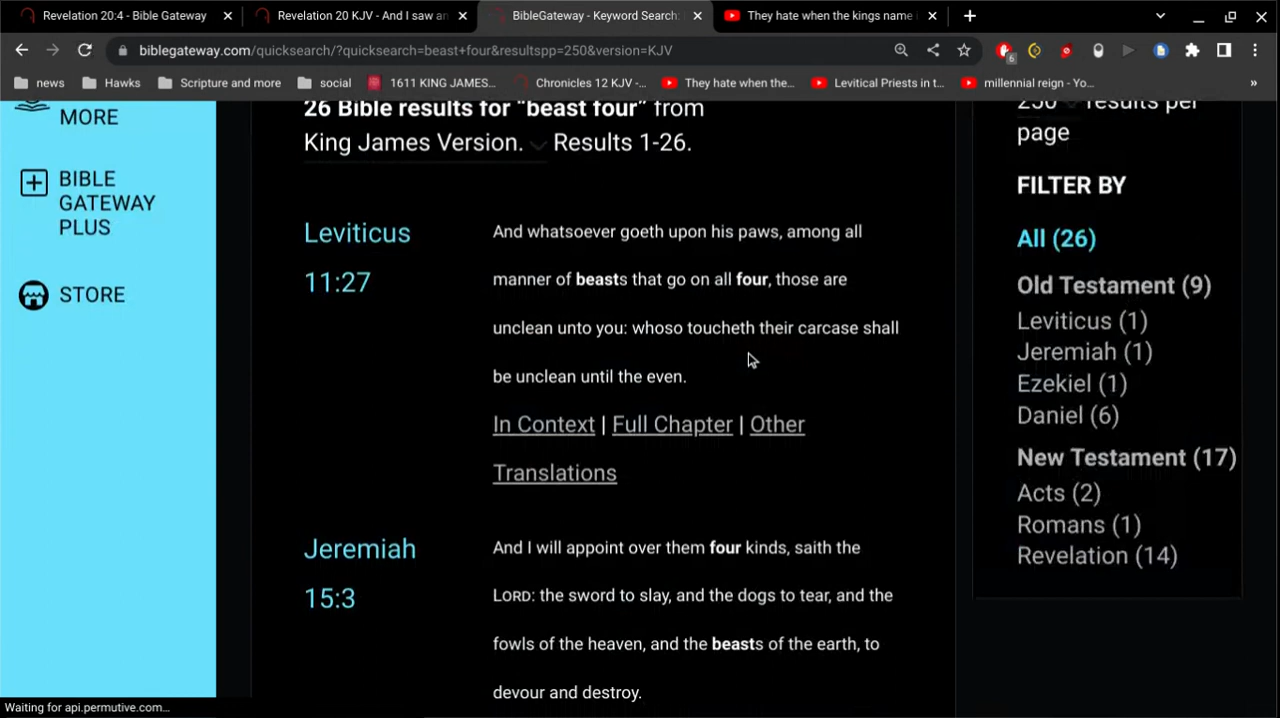 Revelation 20:4 - Bible Gateway
Revelation 20 KJV - And I saw an
BibleGateway - Keyword Search:
They hate when the kings name i
biblegateway.com/quicksearch/?quicksearch=beast+four&resultspp=250&version=KJV
6
news
Hawks
Scripture and more
social
1611 KING JAMES...
Chronicles 12 KJV -...
They hate when the...
Levitical Priests in t...
millennial reign - Yo...
»
MORE
BIBLE
GATEWAY
PLUS
STORE
26 Bible results for “beast four” from
King James Version. Results 1-26.
Leviticus
11:27
And whatsoever goeth upon his paws, among all
manner of beasts that go on all four, those are
unclean unto you: whoso toucheth their carcase shall
be unclean until the even.
In Context | Full Chapter | Other
Translations
Jeremiah
15:3
And I will appoint over them four kinds, saith the
LORD: the sword to slay, and the dogs to tear, and the
fowls of the heaven, and the beasts of the earth, to
devour and destroy.
250 results per
page
FILTER BY
All (26)
Old Testament (9)
Leviticus (1)
Jeremiah (1)
Ezekiel (1)
Daniel (6)
New Testament (17)
Acts (2)
Romans (1)
Revelation (14)
Waiting for api.permutive.com...